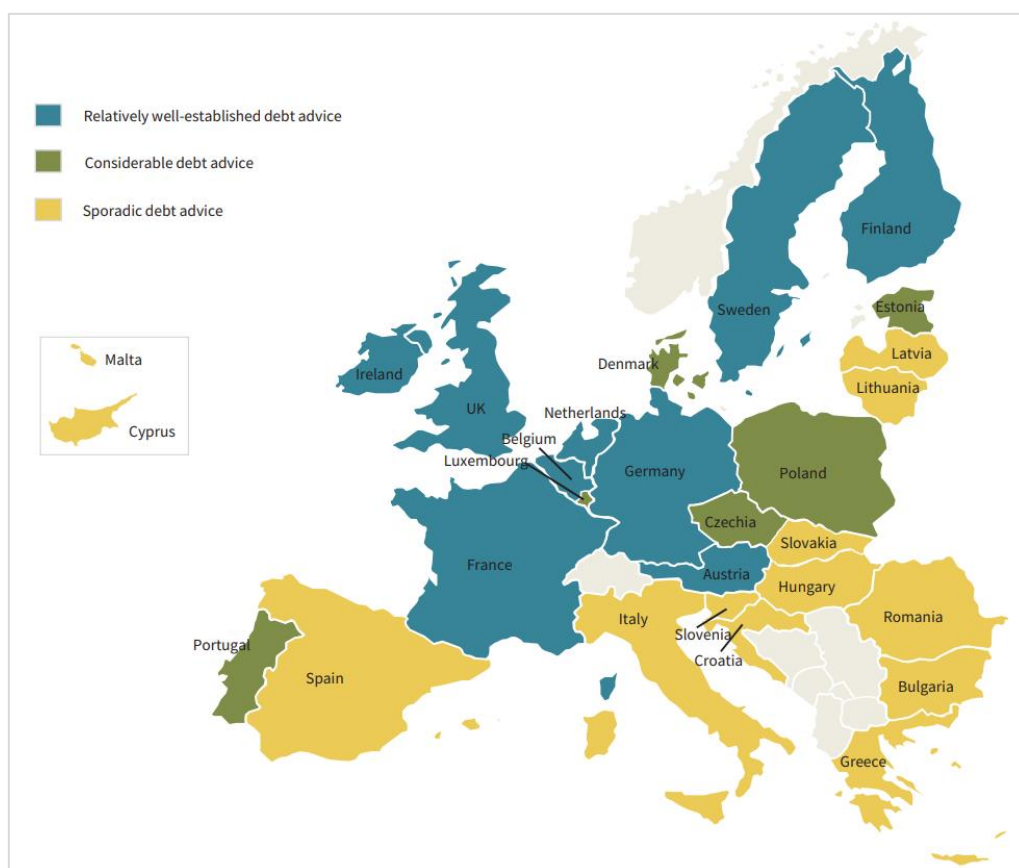 Relatively well-established debt advice
Considerable debt advice
Sporadic debt advice
Malta
Cyprus
Finland
Sweden
Estonia
Latvia
Lithuania
Denmark
Ireland
UK
Netherlands
Belgium
Luxembourg
Germany
Poland
Czechia
Slovakia
France
Austria
Hungary
Italy
Slovenia
Croatia
Romania
Portugal
Spain
Bulgaria
Greece